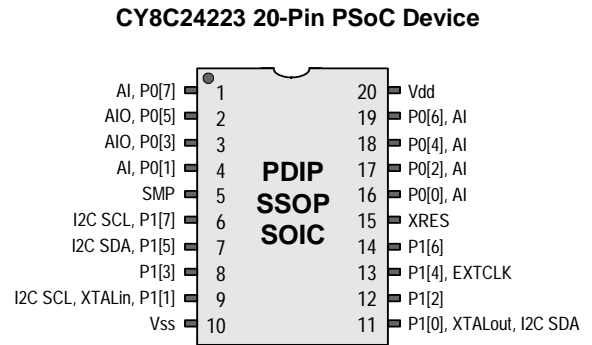 CY8C24223 20-Pin PSoC Device
AI, P0[7] 1 20 Vdd
AIO, P0[5] 2 19 P0[6], AI
AIO, P0[3] 3 18 P0[4], AI
AI, P0[1] 4 PDIP 17 P0[2], AI
SMP 5 SSOP 16 P0[0], AI
I2C SCL, P1[7] 6 SOIC 15 XRES
I2C SDA, P1[5] 7 14 P1[6]
P1[3] 8 13 P1[4], EXTCLK
I2C SCL, XTALin, P1[1] 9 12 P1[2]
Vss 10 11 P1[0], XTALout, I2C SDA